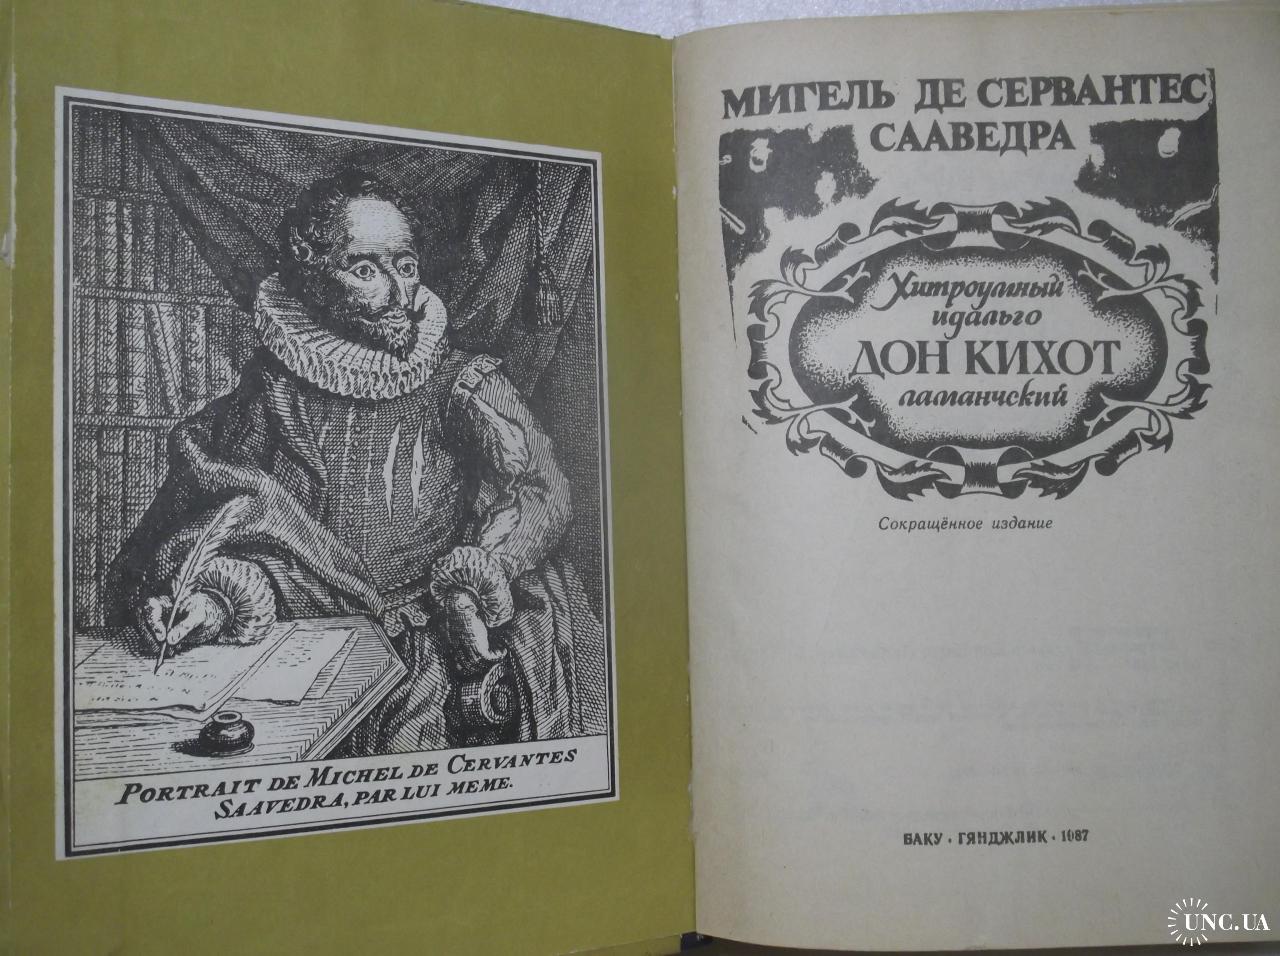 PORTRAIT DE MICHEL DE CERVANTES
SAAVEDRA, PAR LUI MEME.
МИГЕЛЬ ДЕ СЕРВАНТЕС
СААВЕДРА
Хитроумный
идальго
ДОН КИХОТ
ламанчский
Сокращённое издание
БАКУ · ГЯНДЖЛИК · 1987
UNC.UA